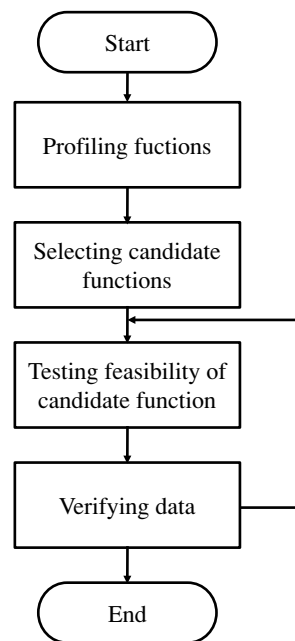 Start
Profiling fuctions
Selecting candidate
functions
Testing feasibility of
candidate function
Verifying data
End